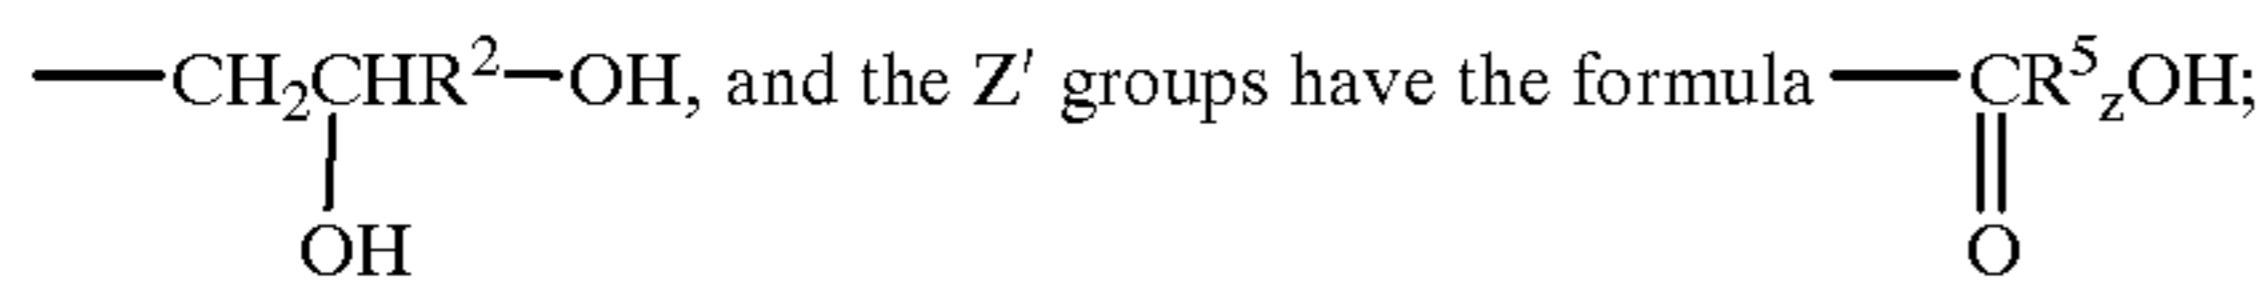 —CH₂CHR²—OH, and the Z' groups have the formula —CR⁵zOH;
OH O